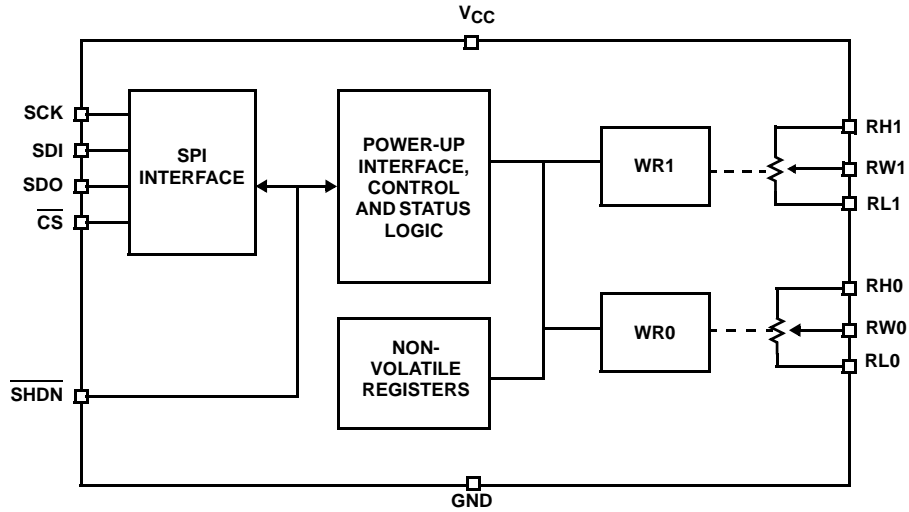 VCC
SCK
SDI
SDO
CS
SHDN
SPI
INTERFACE
POWER-UP
INTERFACE,
CONTROL
AND STATUS
LOGIC
NON-
VOLATILE
REGISTERS
WR1
WR0
RH1
RW1
RL1
RH0
RW0
RL0
GND